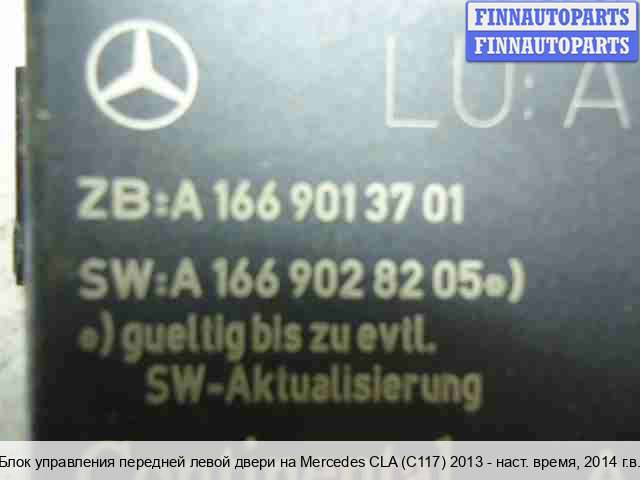 FINNAUTOPARTS
FINNAUTOPARTS
LU: A
ZB:A 166 901 37 01
SW:A 166 902 82 05*)
*) gueltig bis zu evtl.
SW-Aktualisierung
Блок управления передней левой двери на Mercedes CLA (C117) 2013 - наст. время, 2014 г.в.